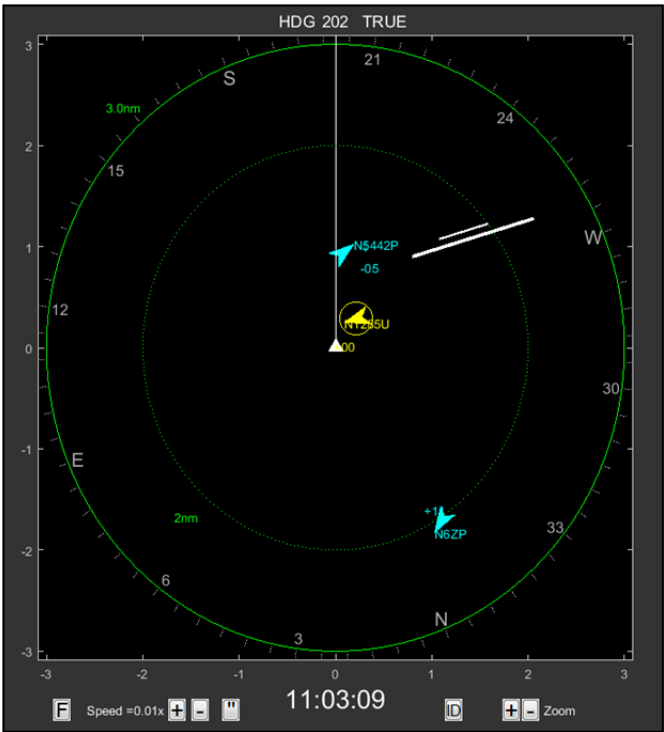 HDG 202 TRUE
3
21
S
3.0nm
24
2
15
N5442P
W
1
-05
12
N1265U
0
00
30
-1
E
+1
2nm
33
N6ZP
-2
6
N
3
-3
-3
-2
-1
0
1
2
3
F
Speed =0.01x
+
-
"
11:03:09
ID
+
-
Zoom